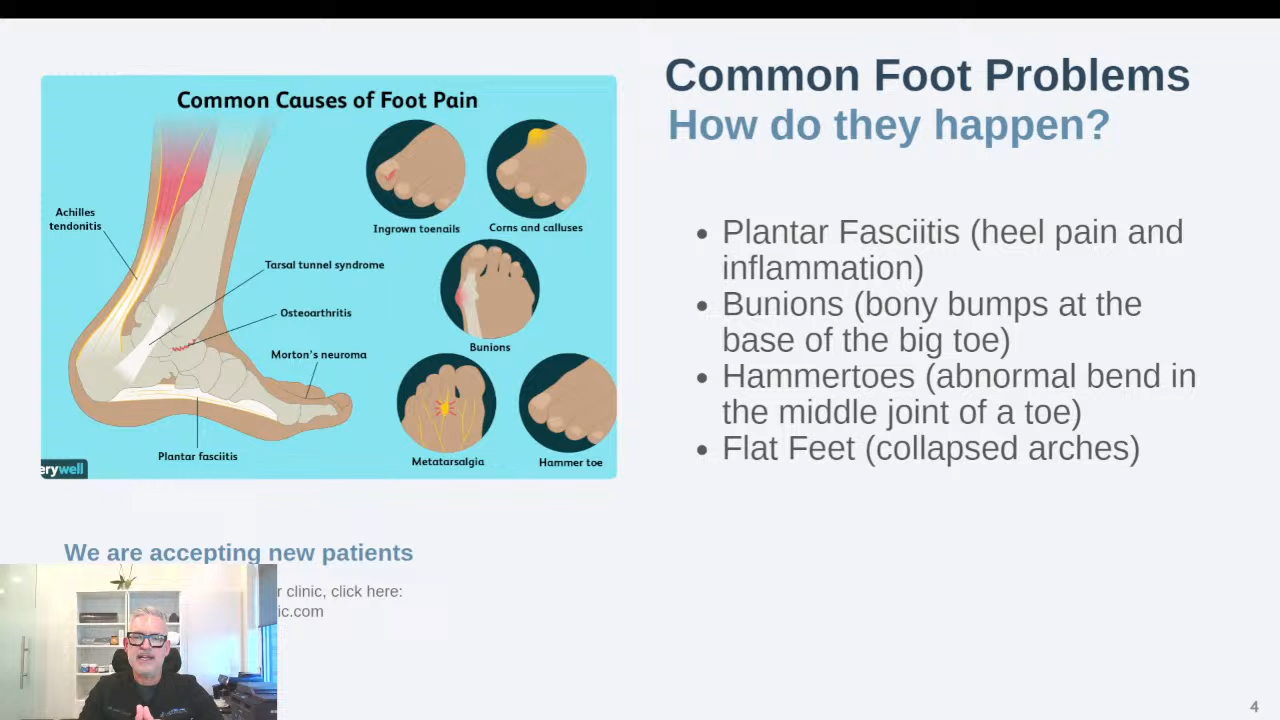 Common Causes of Foot Pain
Achilles
tendonitis
Tarsal tunnel syndrome
Osteoarthritis
Morton's neuroma
Plantar fasciitis
Ingrown toenails
Corns and calluses
Bunions
Metatarsalgia
Hammer toe
erywell
Common Foot Problems
How do they happen?
• Plantar Fasciitis (heel pain and
inflammation)
• Bunions (bony bumps at the
base of the big toe)
• Hammertoes (abnormal bend in
the middle joint of a toe)
• Flat Feet (collapsed arches)
We are accepting new patients
r clinic, click here:
ic.com
4